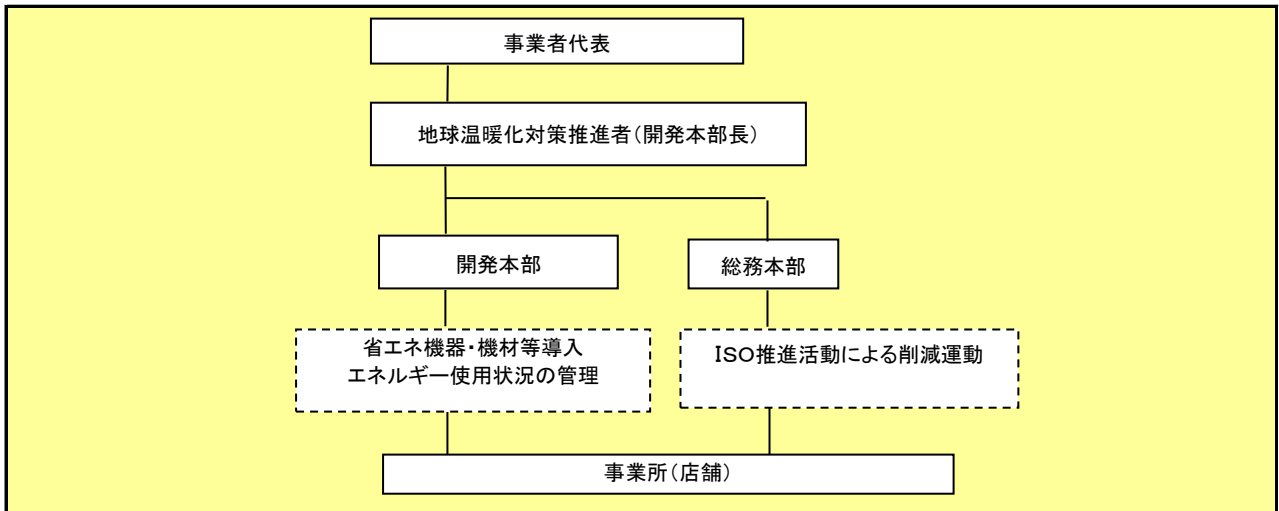 事業者代表
地球温暖化対策推進者（開発本部長）
開発本部
総務本部
省エネ機器・機材等導入
エネルギー使用状況の管理
ISO推進活動による削減運動
事業所（店舗）